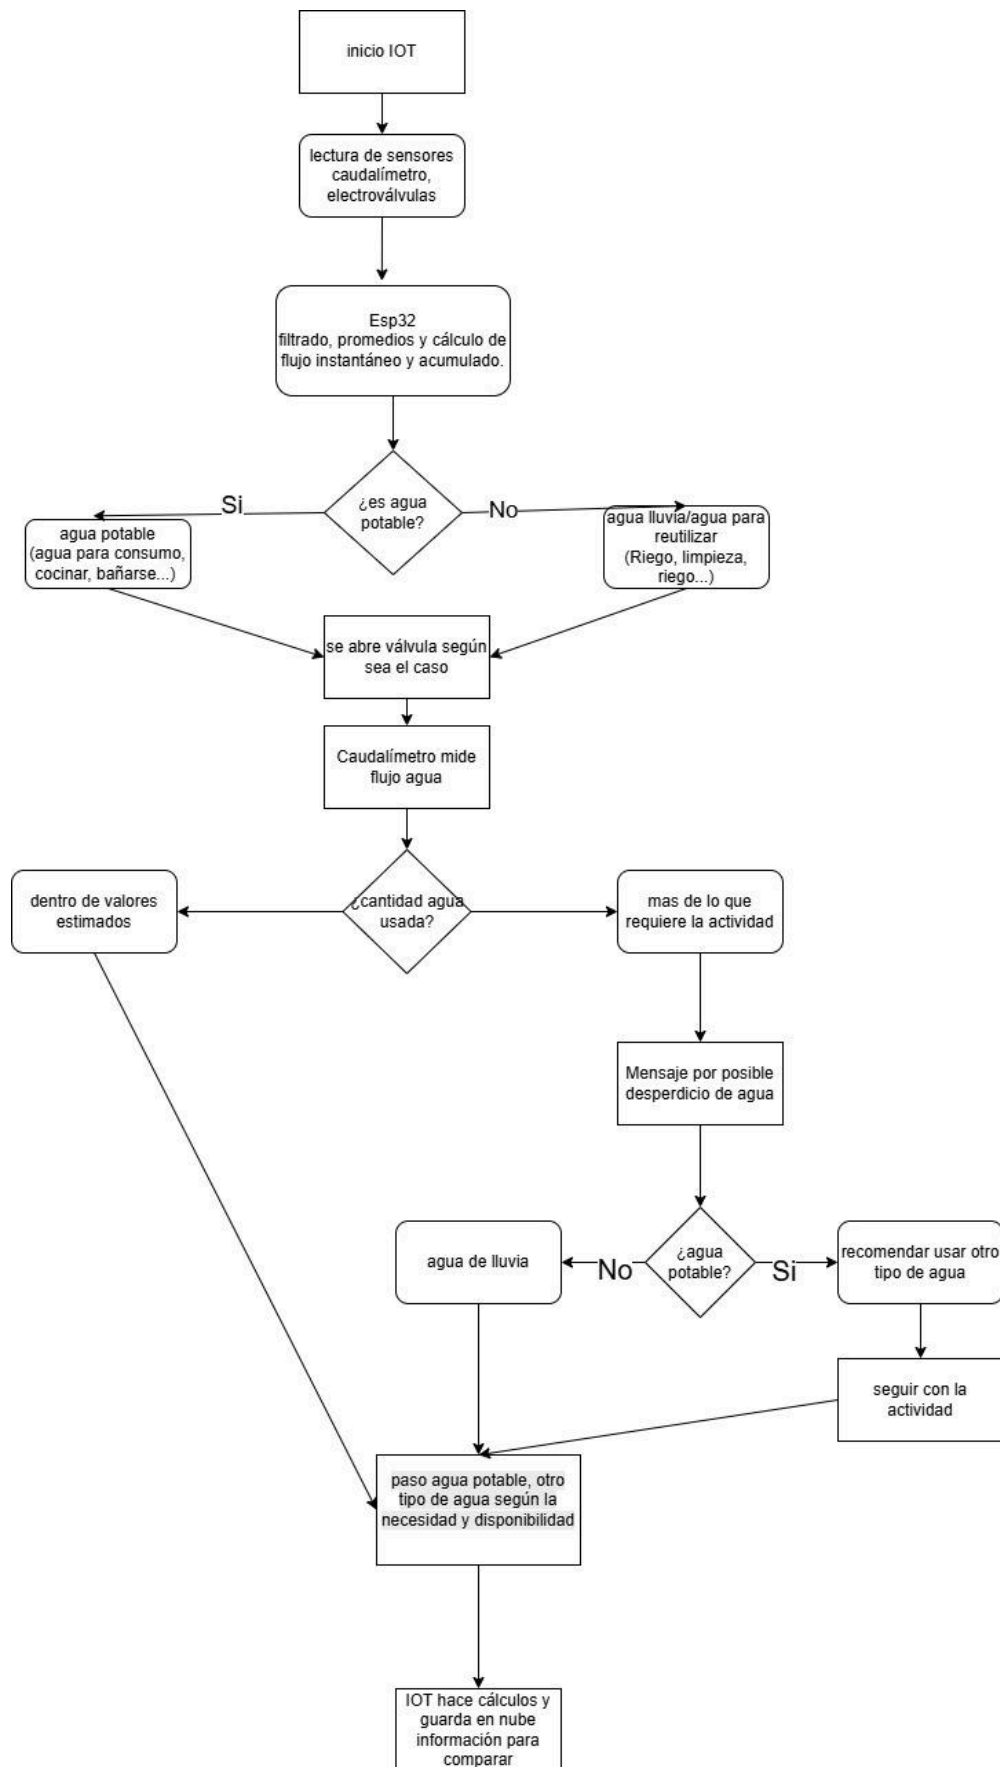 inicio IOT
lectura de sensores
caudalímetro,
electroválvulas
Esp32
filtrado, promedios y cálculo de
flujo instantáneo y acumulado.
¿es agua
potable?
Si
No
agua potable
(agua para consumo,
cocinar, bañarse...)
agua lluvia/agua para
reutilizar
(Riego, limpieza,
riego...)
se abre válvula según
sea el caso
Caudalímetro mide
flujo agua
¿cantidad agua
usada?
dentro de valores
estimados
mas de lo que
requiere la actividad
Mensaje por posible
desperdicio de agua
¿agua
potable?
No
Si
agua de lluvia
recomendar usar otro
tipo de agua
seguir con la
actividad
paso agua potable, otro
tipo de agua según la
necesidad y disponibilidad
IOT hace cálculos y
guarda en nube
información para
comparar